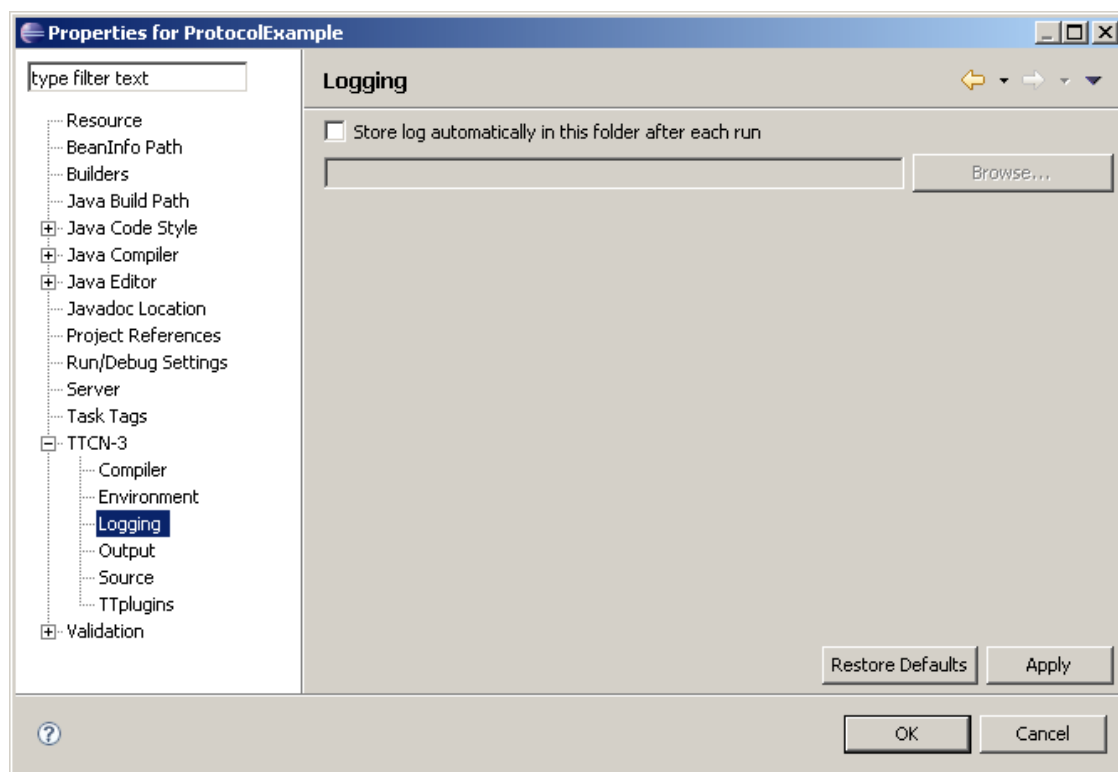 Properties for ProtocolExample
type filter text
Resource
BeanInfo Path
Builders
Java Build Path
Java Code Style
Java Compiler
Java Editor
Javadoc Location
Project References
Run/Debug Settings
Server
Task Tags
TTCN-3
Compiler
Environment
Logging
Output
Source
TTplugins
Validation
Logging
Store log automatically in this folder after each run
Browse...
Restore Defaults
Apply
OK
Cancel